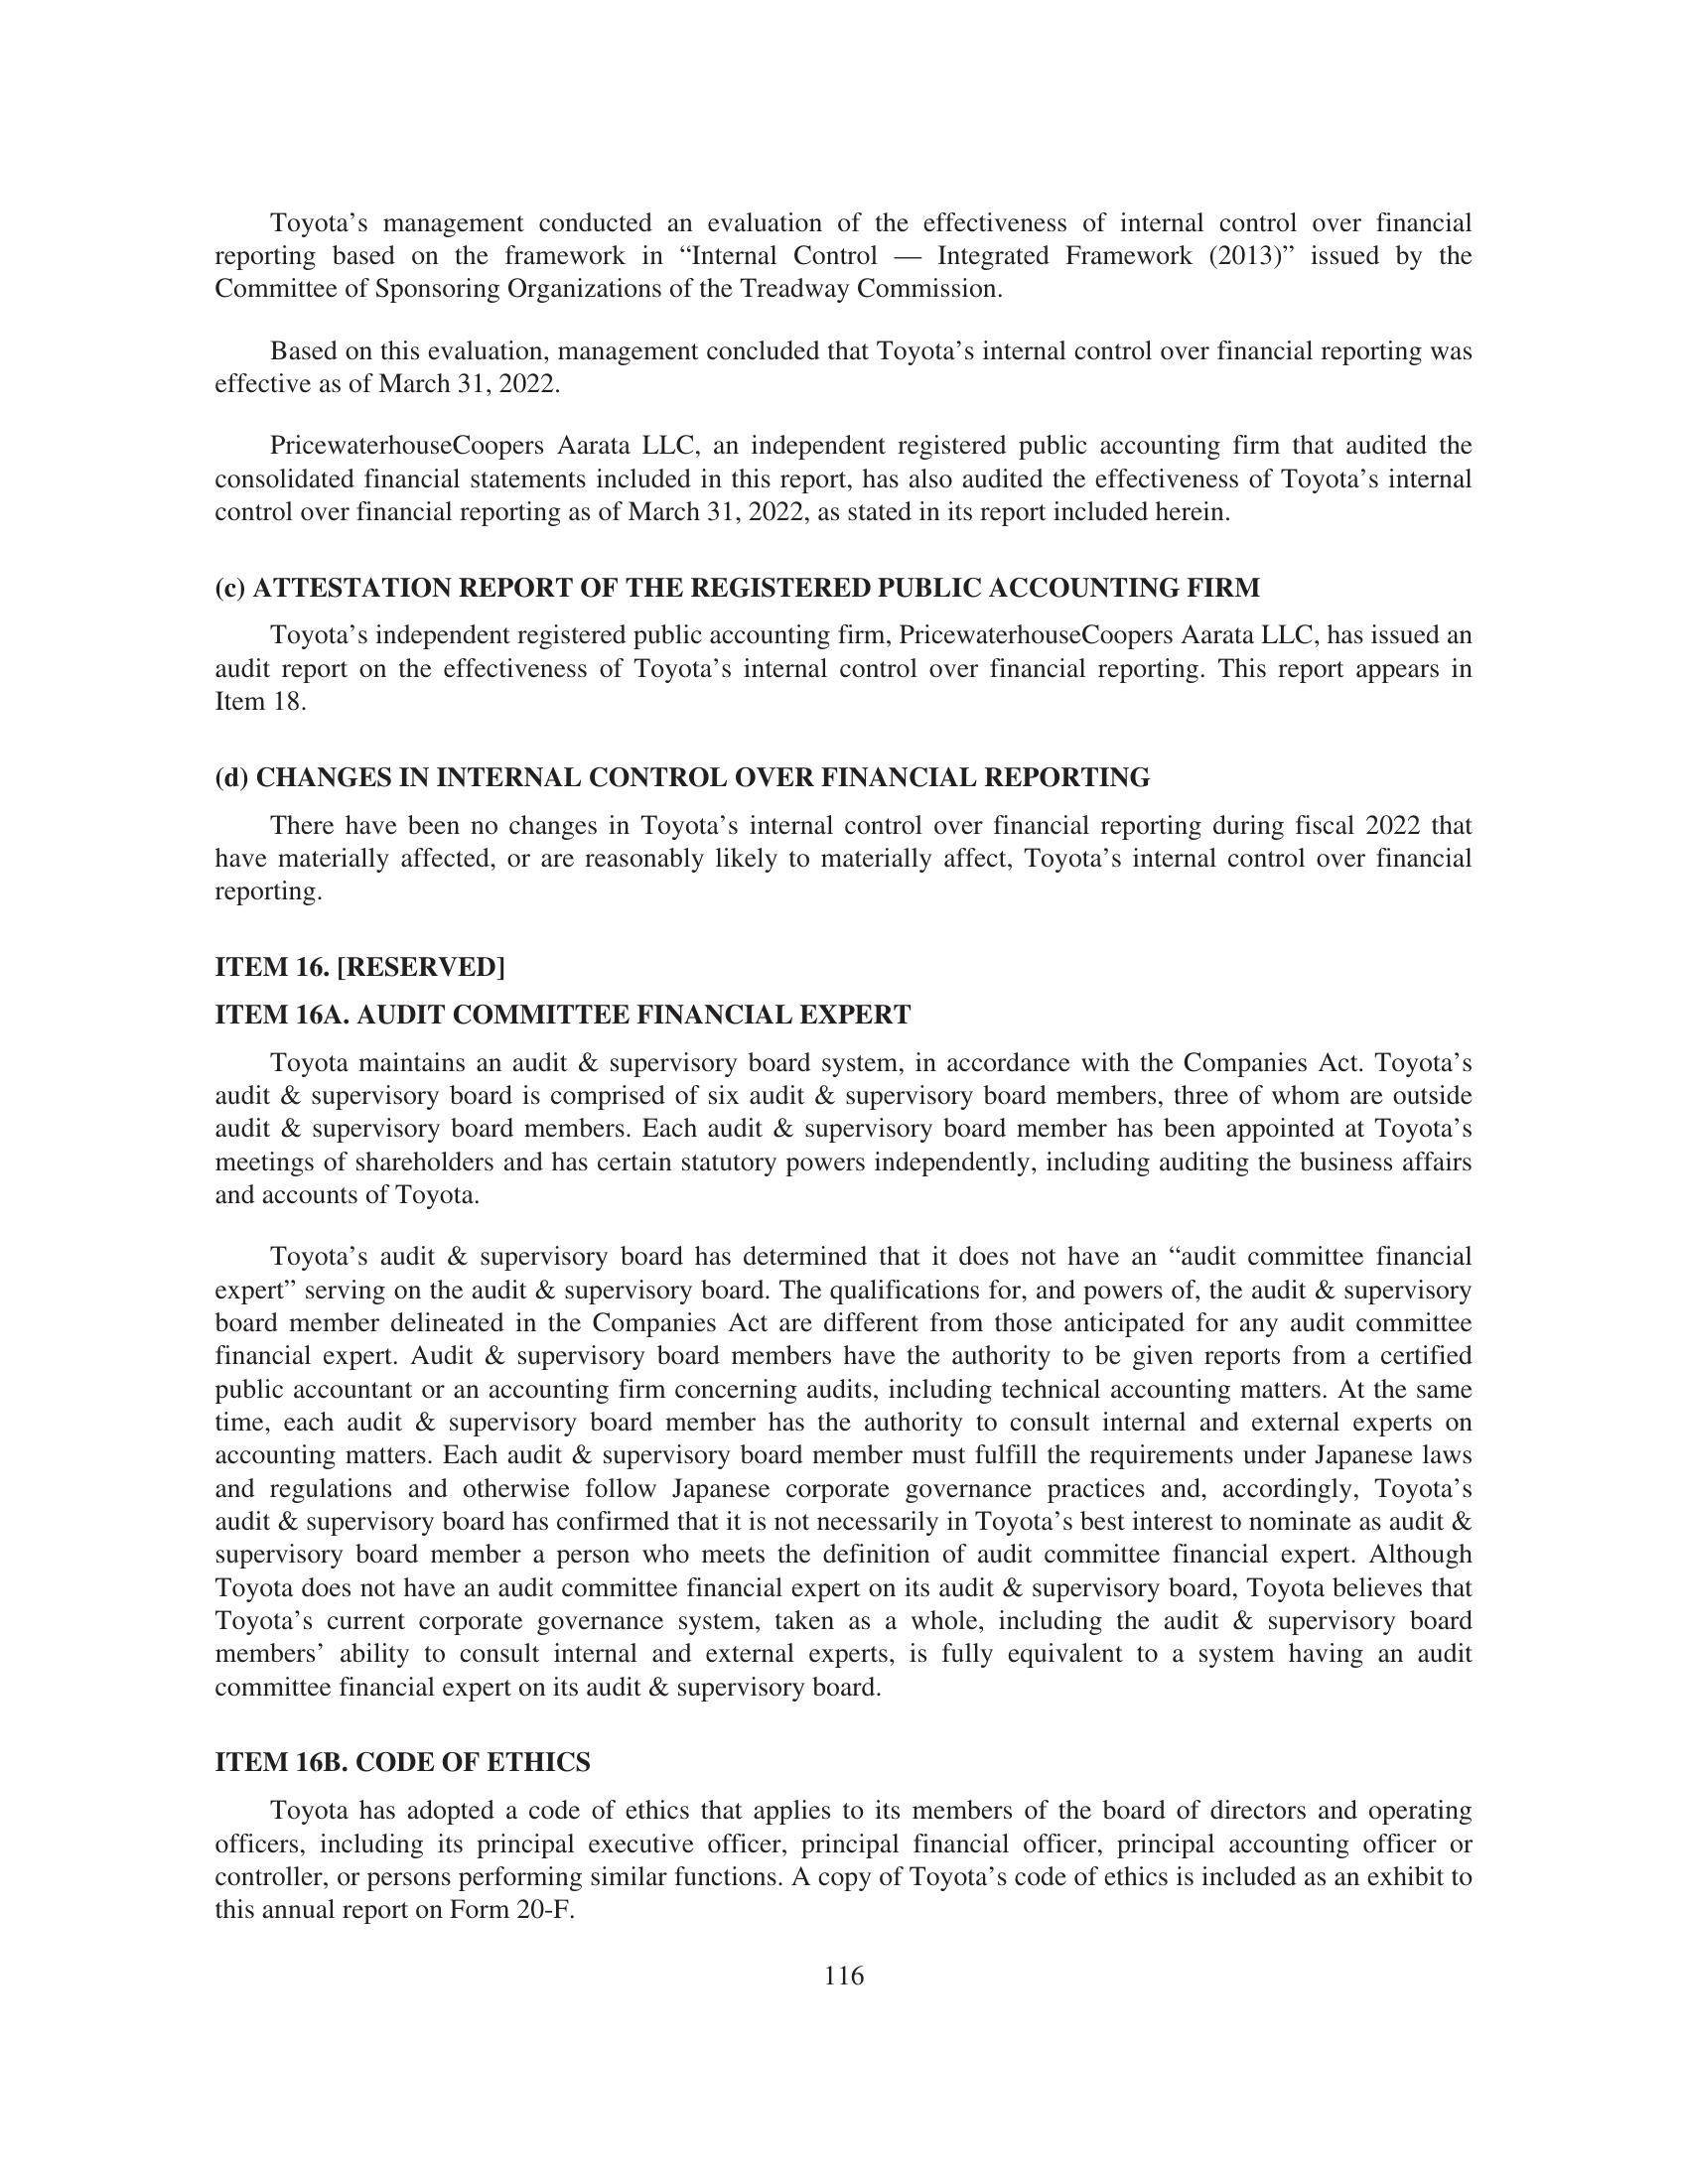 Toyota’s management conducted an evaluation of the effectiveness of internal control over financial
reporting based on the framework in “Internal Control — Integrated Framework (2013)” issued by the
Committee of Sponsoring Organizations of the Treadway Commission.
Based on this evaluation, management concluded that Toyota’s internal control over financial reporting was
effective as of March 31, 2022.
PricewaterhouseCoopers Aarata LLC, an independent registered public accounting firm that audited the
consolidated financial statements included in this report, has also audited the effectiveness of Toyota’s internal
control over financial reporting as of March 31, 2022, as stated in its report included herein.
(c) ATTESTATION REPORT OF THE REGISTERED PUBLIC ACCOUNTING FIRM
Toyota’s independent registered public accounting firm, PricewaterhouseCoopers Aarata LLC, has issued an
audit report on the effectiveness of Toyota’s internal control over financial reporting. This report appears in
Item 18.
(d) CHANGES IN INTERNAL CONTROL OVER FINANCIAL REPORTING
There have been no changes in Toyota’s internal control over financial reporting during fiscal 2022 that
have materially affected, or are reasonably likely to materially affect, Toyota’s internal control over financial
reporting.
ITEM 16. [RESERVED]
ITEM 16A. AUDIT COMMITTEE FINANCIAL EXPERT
Toyota maintains an audit & supervisory board system, in accordance with the Companies Act. Toyota’s
audit & supervisory board is comprised of six audit & supervisory board members, three of whom are outside
audit & supervisory board members. Each audit & supervisory board member has been appointed at Toyota’s
meetings of shareholders and has certain statutory powers independently, including auditing the business affairs
and accounts of Toyota.
Toyota’s audit & supervisory board has determined that it does not have an “audit committee financial
expert” serving on the audit & supervisory board. The qualifications for, and powers of, the audit & supervisory
board member delineated in the Companies Act are different from those anticipated for any audit committee
financial expert. Audit & supervisory board members have the authority to be given reports from a certified
public accountant or an accounting firm concerning audits, including technical accounting matters. At the same
time, each audit & supervisory board member has the authority to consult internal and external experts on
accounting matters. Each audit & supervisory board member must fulfill the requirements under Japanese laws
and regulations and otherwise follow Japanese corporate governance practices and, accordingly, Toyota’s
audit & supervisory board has confirmed that it is not necessarily in Toyota’s best interest to nominate as audit &
supervisory board member a person who meets the definition of audit committee financial expert. Although
Toyota does not have an audit committee financial expert on its audit & supervisory board, Toyota believes that
Toyota’s current corporate governance system, taken as a whole, including the audit & supervisory board
members’ ability to consult internal and external experts, is fully equivalent to a system having an audit
committee financial expert on its audit & supervisory board.
ITEM 16B. CODE OF ETHICS
Toyota has adopted a code of ethics that applies to its members of the board of directors and operating
officers, including its principal executive officer, principal financial officer, principal accounting officer or
controller, or persons performing similar functions. A copy of Toyota’s code of ethics is included as an exhibit to
this annual report on Form 20-F.
116